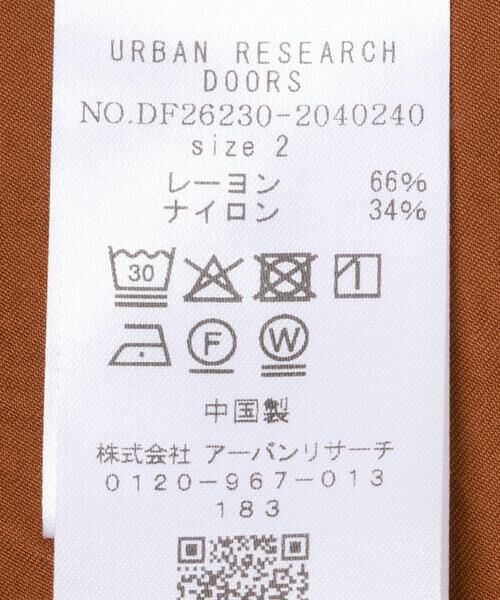 URBAN RESEARCH
DOORS
NO.DF26230-2040240
size 2
レーヨン 66%
ナイロン 34%
30
F W
中国製
株式会社 アーバンリサーチ
0120-967-013
183